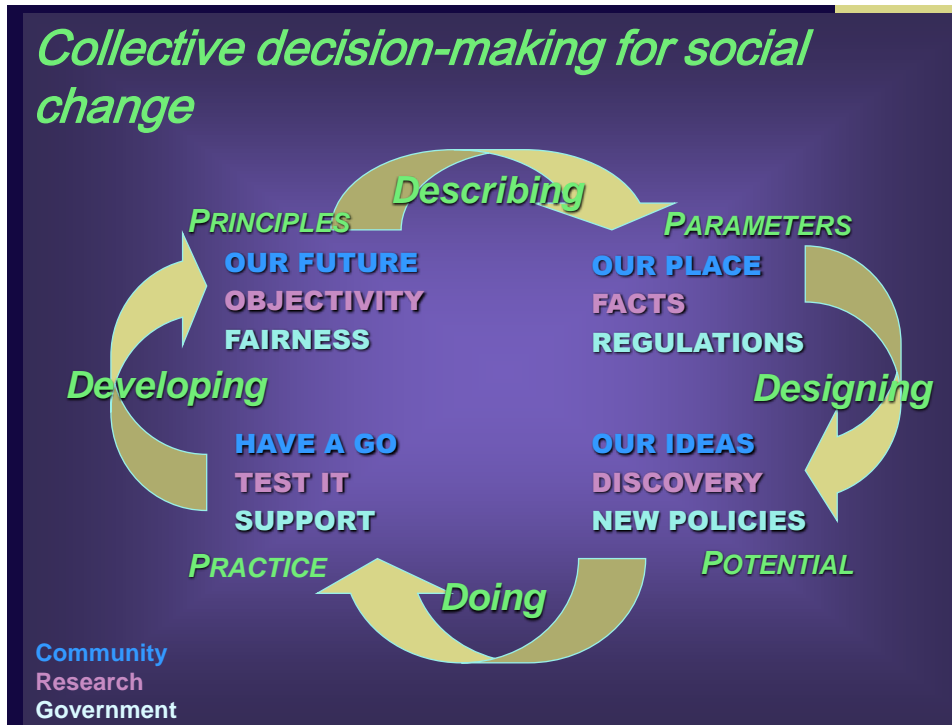 Collective decision-making for social
change
Describing
PRINCIPLES
OUR FUTURE
OBJECTIVITY
FAIRNESS
PARAMETERS
OUR PLACE
FACTS
REGULATIONS
Developing
Designing
HAVE A GO
TEST IT
SUPPORT
PRACTICE
OUR IDEAS
DISCOVERY
NEW POLICIES
POTENTIAL
Doing
Community
Research
Government